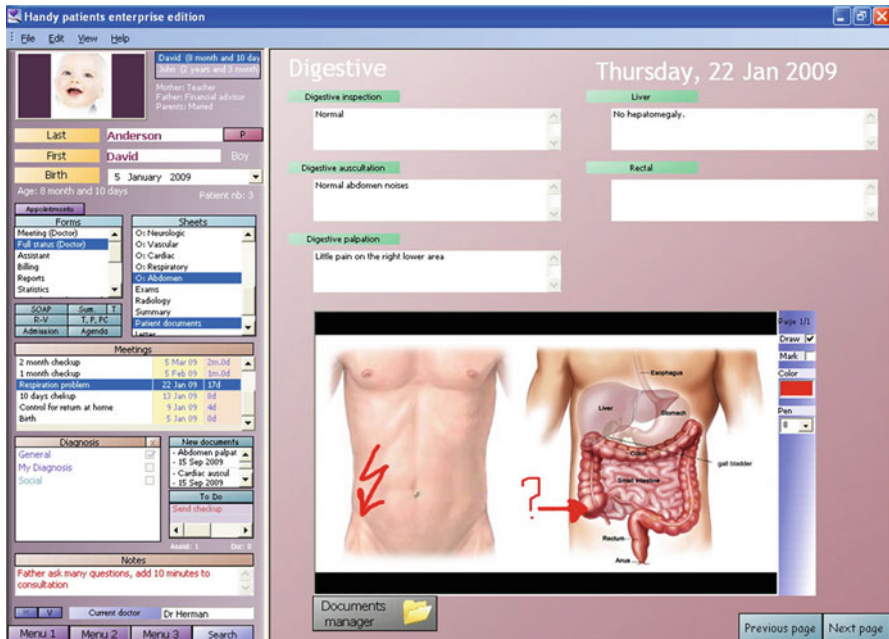 Handy patients enterprise edition
File Edit View Help
David (8 month and 10 day
John (2 years and 3 month
Mother: Teacher
Father: Financial advisor
Parents: Maried
Last Anderson P
First David Boy
Birth 5 January 2009
Age: 8 month and 10 days Patient nb: 3
Appointments
Forms
Meeting (Doctor)
Full status (Doctor)
Assistant
Billing
Reports
Statistics
Sheets
O: Neurologic
O: Vascular
O: Cardiac
O: Respiratory
O: Abdomen
Exams
Radiology
Summary
Patient documents
Letter
SOAP Sum. T
R-V T, P, PC
Admission Agenda
Meetings
2 month checkup 5 Mar 09 2m.0d
1 month checkup 5 Feb 09 1m.0d
Respiration problem 22 Jan 09 17d
10 days chekup 13 Jan 09 8d
Control for return at home 9 Jan 09 4d
Birth 5 Jan 09 0d
Diagnosis x
General
My Diagnosis
Social
New documents
- Abdomen palpat
- 15 Sep 2009
- Cardiac auscul
- 15 Sep 2009
To Do
Send checkup
Assist: 1 Doc: 0
Notes
Father ask many questions, add 10 minutes to
consultation
H V Current doctor Dr Herman
Menu 1 Menu 2 Menu 3 Search
Digestive Thursday, 22 Jan 2009
Digestive inspection
Normal
Liver
No hepatomegaly.
Digestive auscultation
Normal abdomen noises
Rectal
Digestive palpation
Little pain on the right lower area
Esophagus
Liver
Stomach
Colon
gall bladder
Small Intestine
?
Rectum
Anus
Page 1/1
Draw
Mark
Color
Pen
8
Documents
manager
Previous page Next page